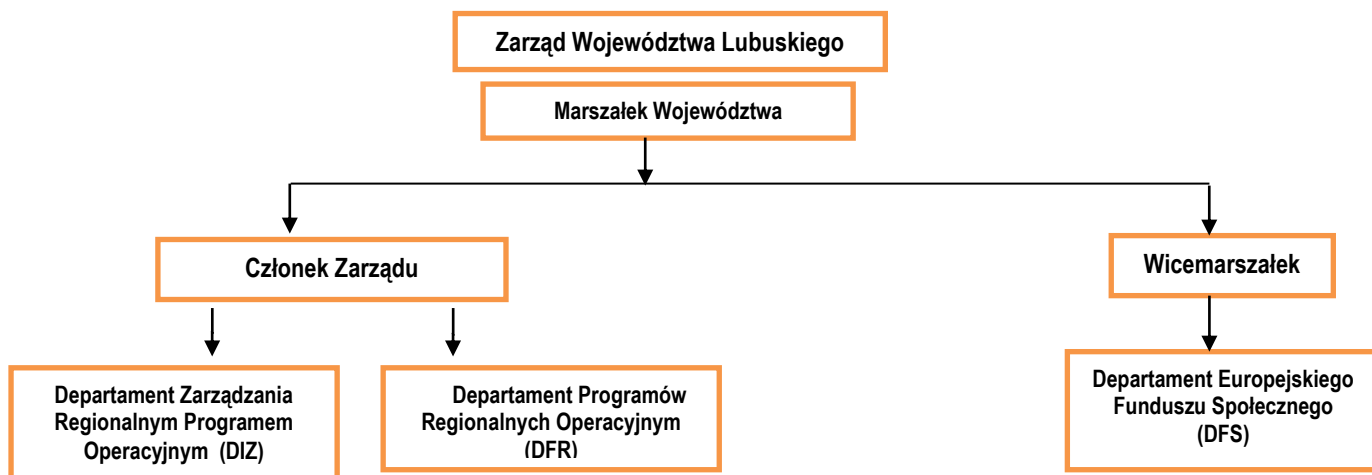 Zarząd Województwa Lubuskiego
Marszałek Województwa
Członek Zarządu
Wicemarszałek
Departament Zarządzania
Regionalnym Programem
Operacyjnym (DIZ)
Departament Programów
Regionalnych Operacyjnym
(DFR)
Departament Europejskiego
Funduszu Społecznego
(DFS)